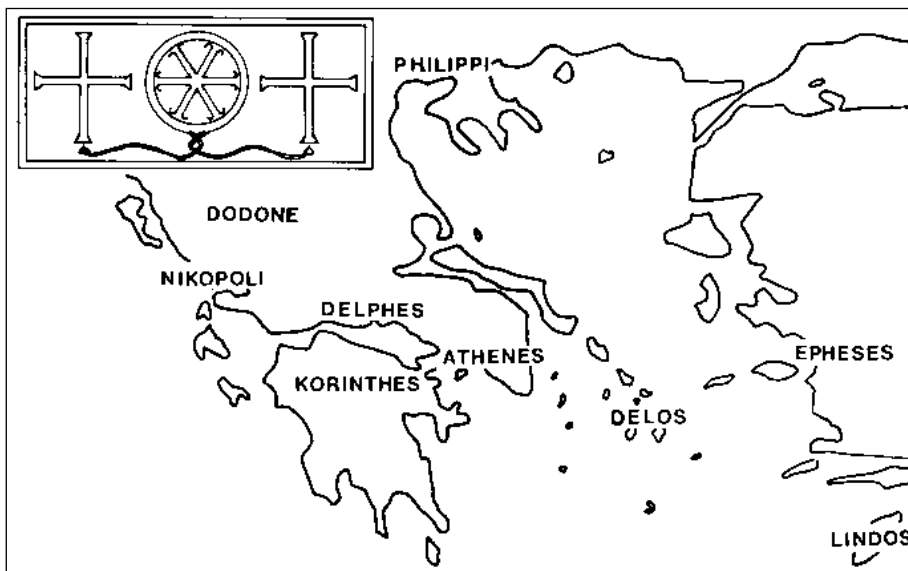 PHILIPPI
DODONE
NIKOPOLI
DELPHES
ATHENES
EPHESES
KORINTHES
DELOS
LINDOS